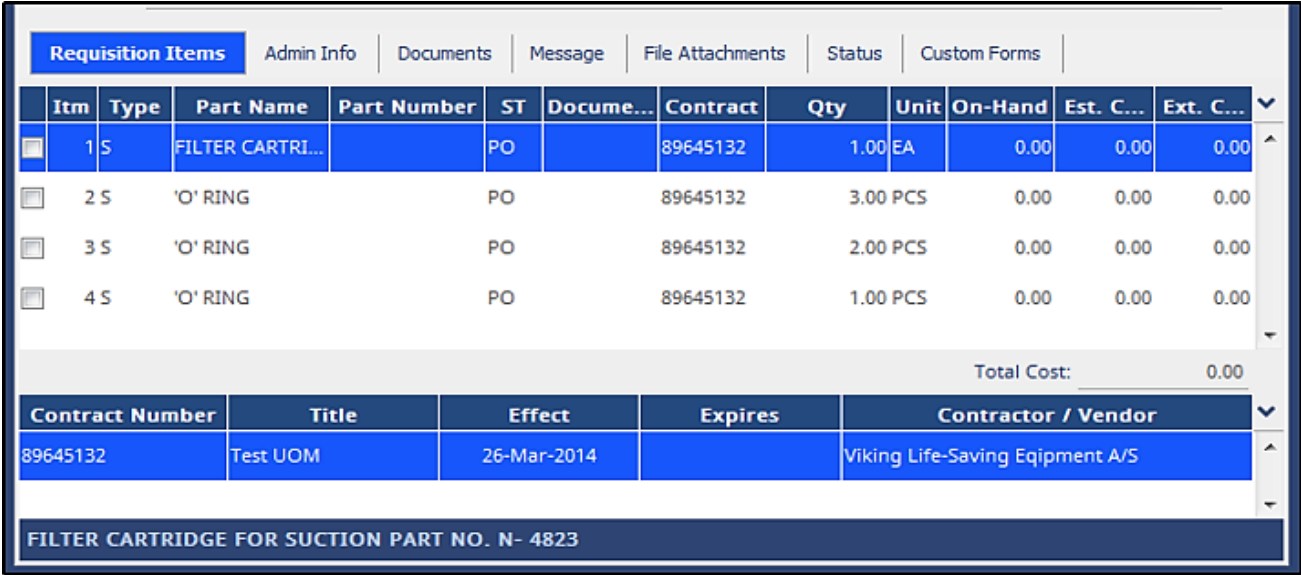 Requisition Items Admin Info Documents Message File Attachments Status Custom Forms
Itm Type Part Name Part Number ST Docume... Contract Qty Unit On-Hand Est. C... Ext. C...
1 S FILTER CARTRI... PO 89645132 1.00 EA 0.00 0.00 0.00
2 S 'O' RING PO 89645132 3.00 PCS 0.00 0.00 0.00
3 S 'O' RING PO 89645132 2.00 PCS 0.00 0.00 0.00
4 S 'O' RING PO 89645132 1.00 PCS 0.00 0.00 0.00
Total Cost: 0.00
Contract Number Title Effect Expires Contractor / Vendor
89645132 Test UOM 26-Mar-2014 Viking Life-Saving Eqipment A/S
FILTER CARTRIDGE FOR SUCTION PART NO. N- 4823